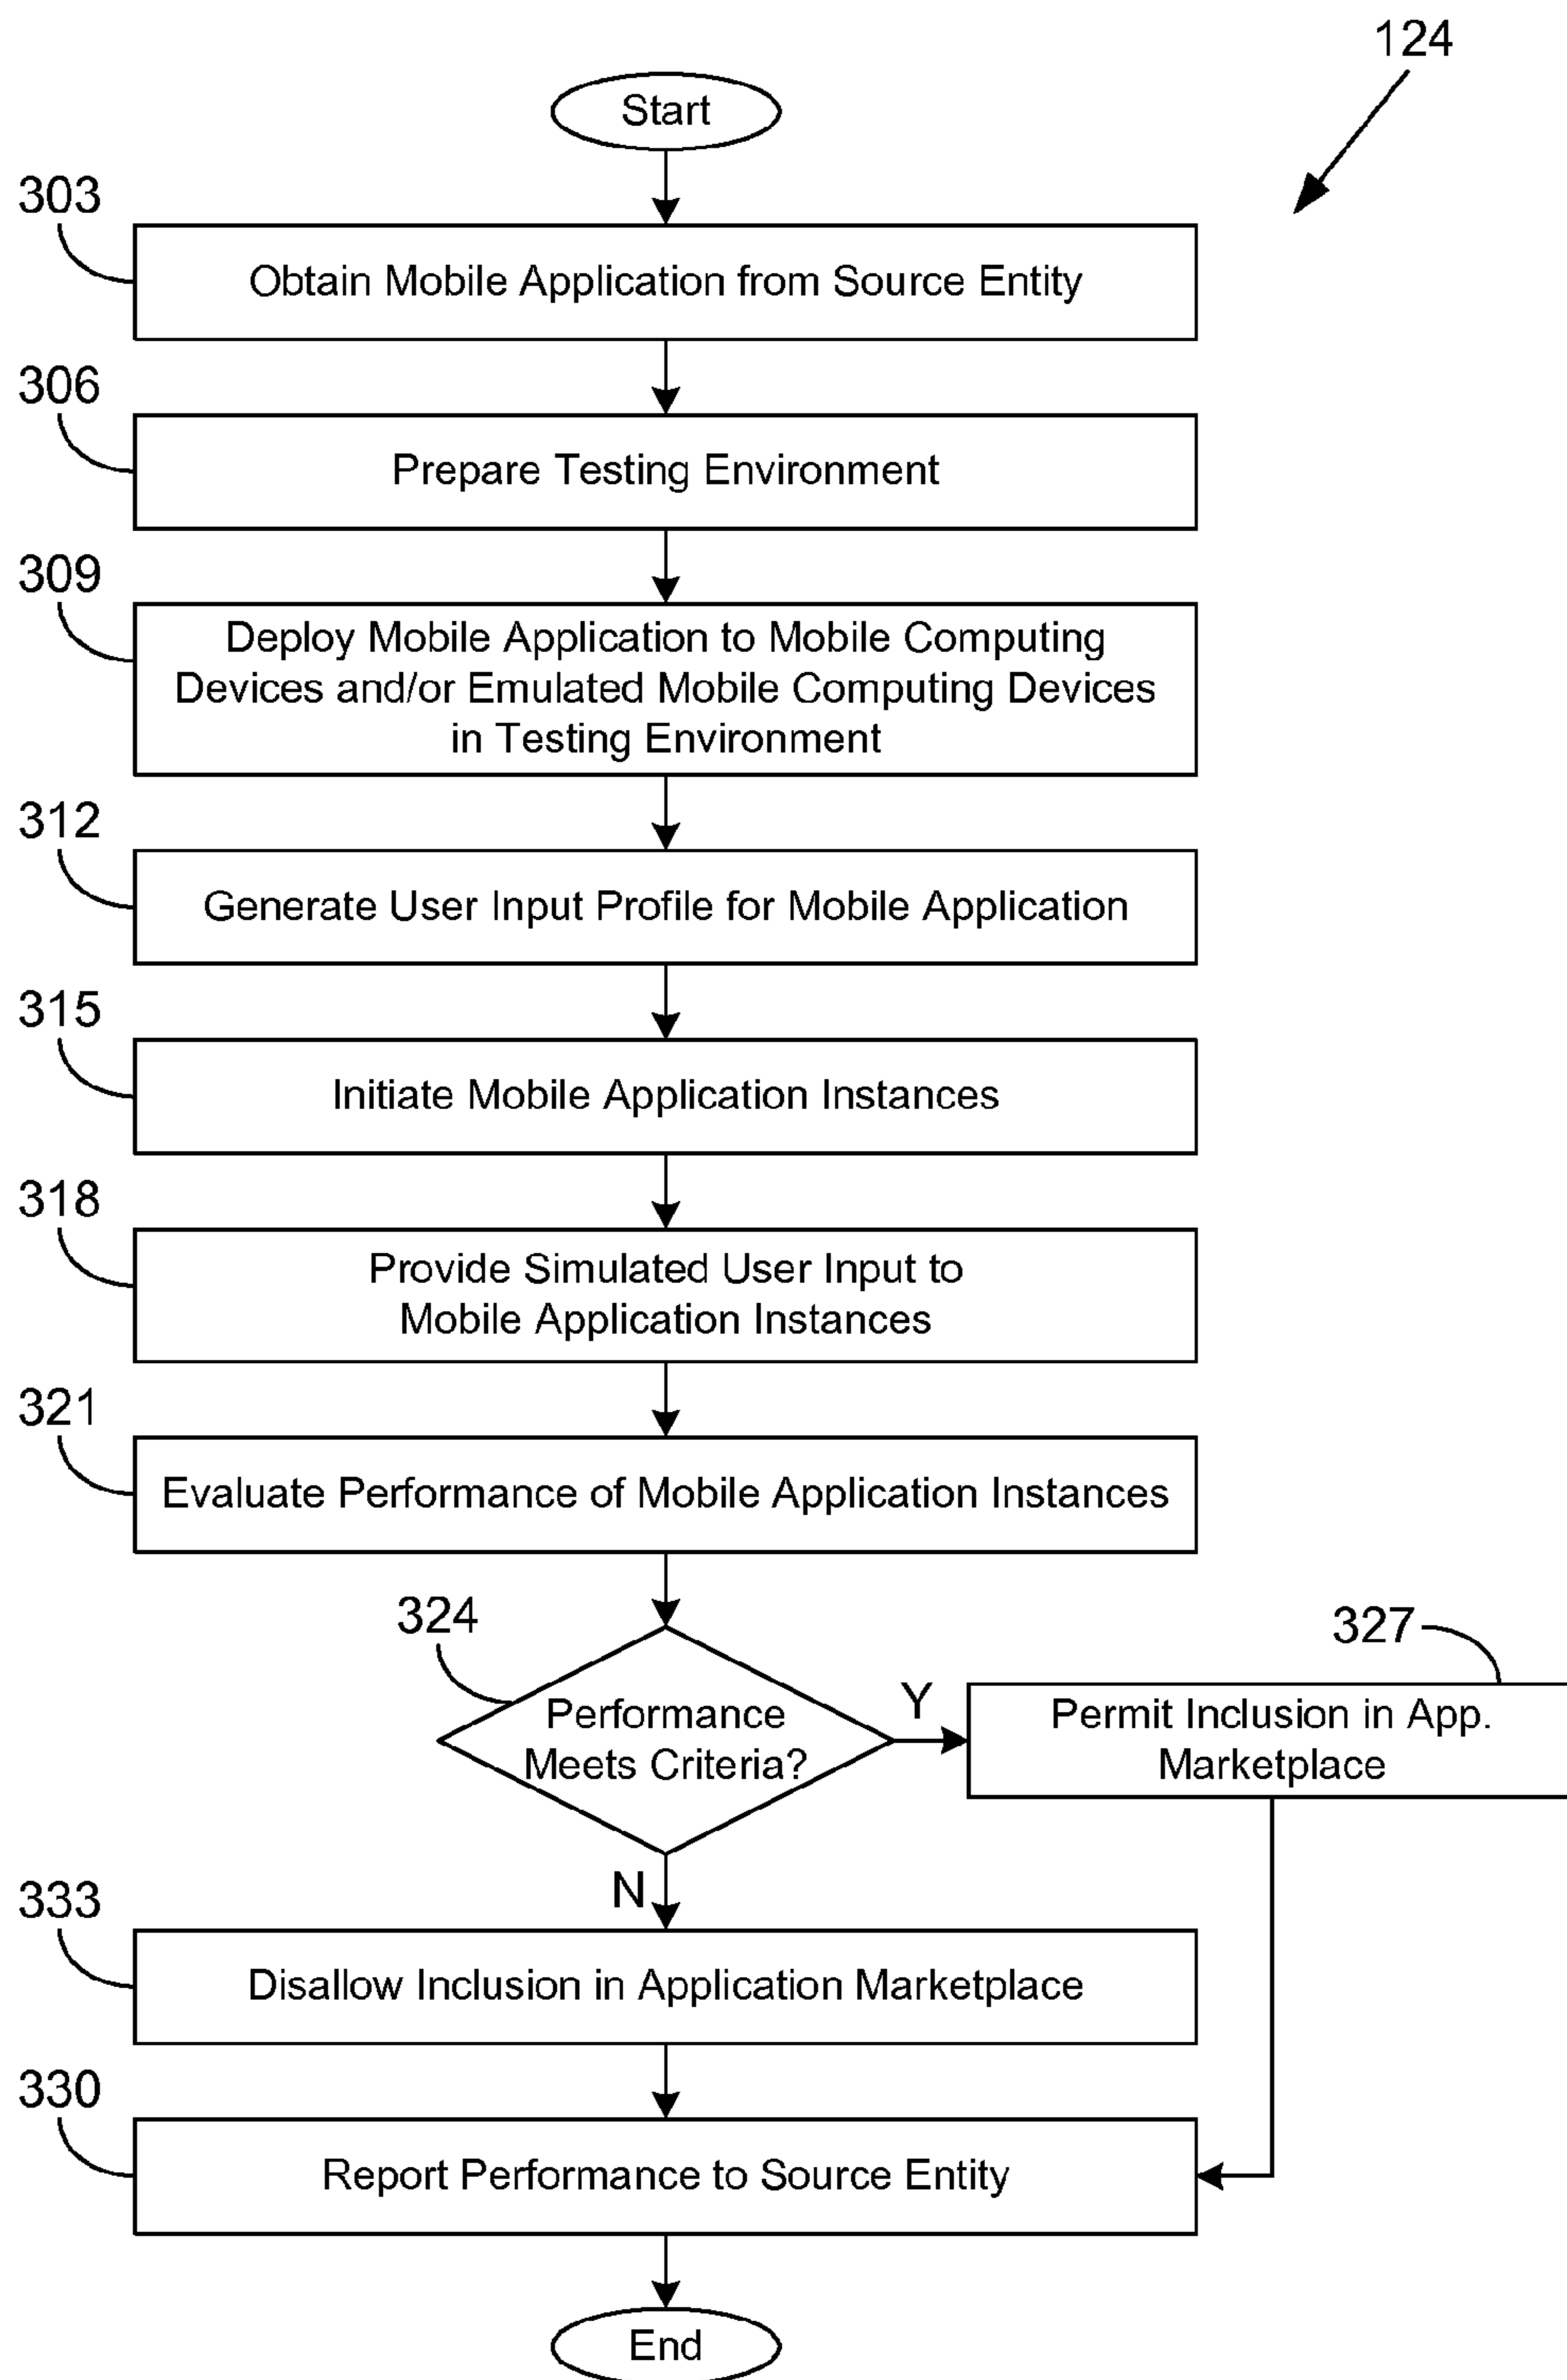 124
Start
303
Obtain Mobile Application from Source Entity
306
Prepare Testing Environment
309
Deploy Mobile Application to Mobile Computing
Devices and/or Emulated Mobile Computing Devices
in Testing Environment
312
Generate User Input Profile for Mobile Application
315
Initiate Mobile Application Instances
318
Provide Simulated User Input to
Mobile Application Instances
321
Evaluate Performance of Mobile Application Instances
324
Performance
Meets Criteria?
Y
327
Permit Inclusion in App.
Marketplace
N
333
Disallow Inclusion in Application Marketplace
330
Report Performance to Source Entity
End